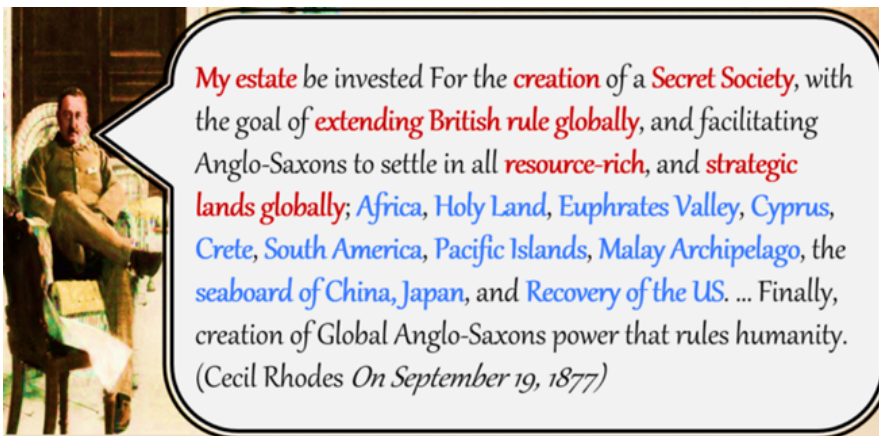 My estate be invested For the creation of a Secret Society, with
the goal of extending British rule globally, and facilitating
Anglo-Saxons to settle in all resource-rich, and strategic
lands globally; Africa, Holy Land, Euphrates Valley, Cyprus,
Crete, South America, Pacific Islands, Malay Archipelago, the
seaboard of China, Japan, and Recovery of the US. ... Finally,
creation of Global Anglo-Saxons power that rules humanity.
(Cecil Rhodes On September 19, 1877)